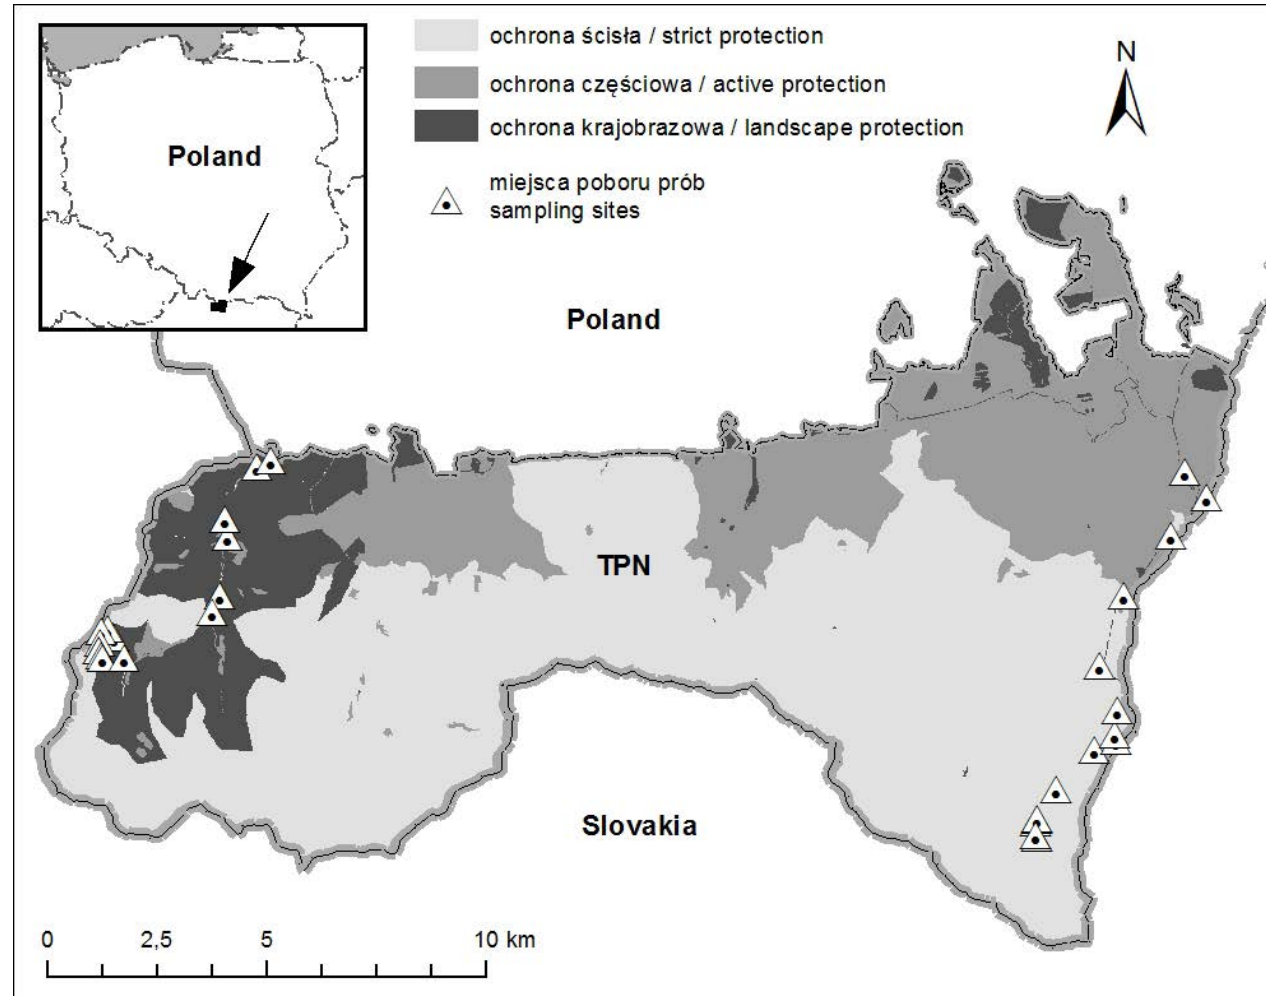 ochrona ścisła / strict protection
ochrona częściowa / active protection
ochrona krajobrazowa / landscape protection
miejsca poboru prób
sampling sites
N
Poland
Poland
TPN
Slovakia
0 2,5 5 10 km